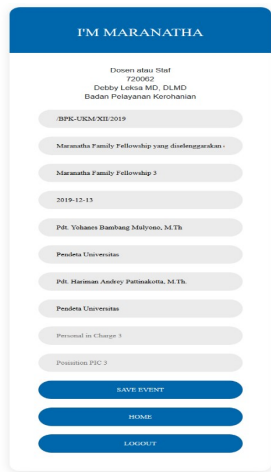 I'M MARANATHA
Dosen atau Staf
720062
Debby Leksa MD, DLMD
Badan Pelayanan Kerohanian
/BPK-UKM/XII/2019
Maranatha Family Fellowship yang diselenggarakan
Maranatha Family Fellowship 3
2019-12-13
Pdt. Yohanes Bambang Mulyono, M.Th
Pendeta Universitas
Pdt. Hariman Andrey Pattinakotta, M.Th.
Pendeta Universitas
Personal in Charge 3
Posistion PIC 3
SAVE EVENT
HOME
LOGOUT